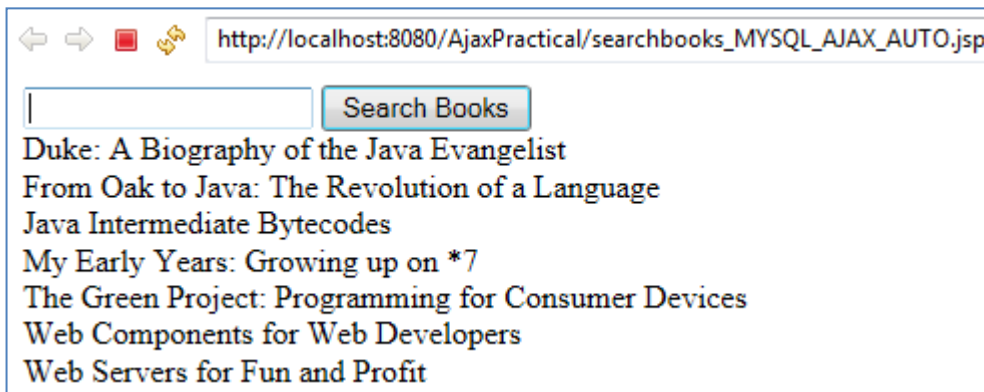 http://localhost:8080/AjaxPractical/searchbooks_MYSQL_AJAX_AUTO.jsp
Search Books
Duke: A Biography of the Java Evangelist
From Oak to Java: The Revolution of a Language
Java Intermediate Bytecodes
My Early Years: Growing up on *7
The Green Project: Programming for Consumer Devices
Web Components for Web Developers
Web Servers for Fun and Profit